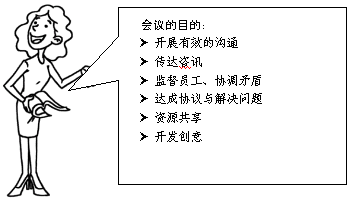 会议的目的:
➢ 开展有效的沟通
➢ 传达资讯
➢ 监督员工、协调矛盾
➢ 达成协议与解决问题
➢ 资源共享
➢ 开发创意